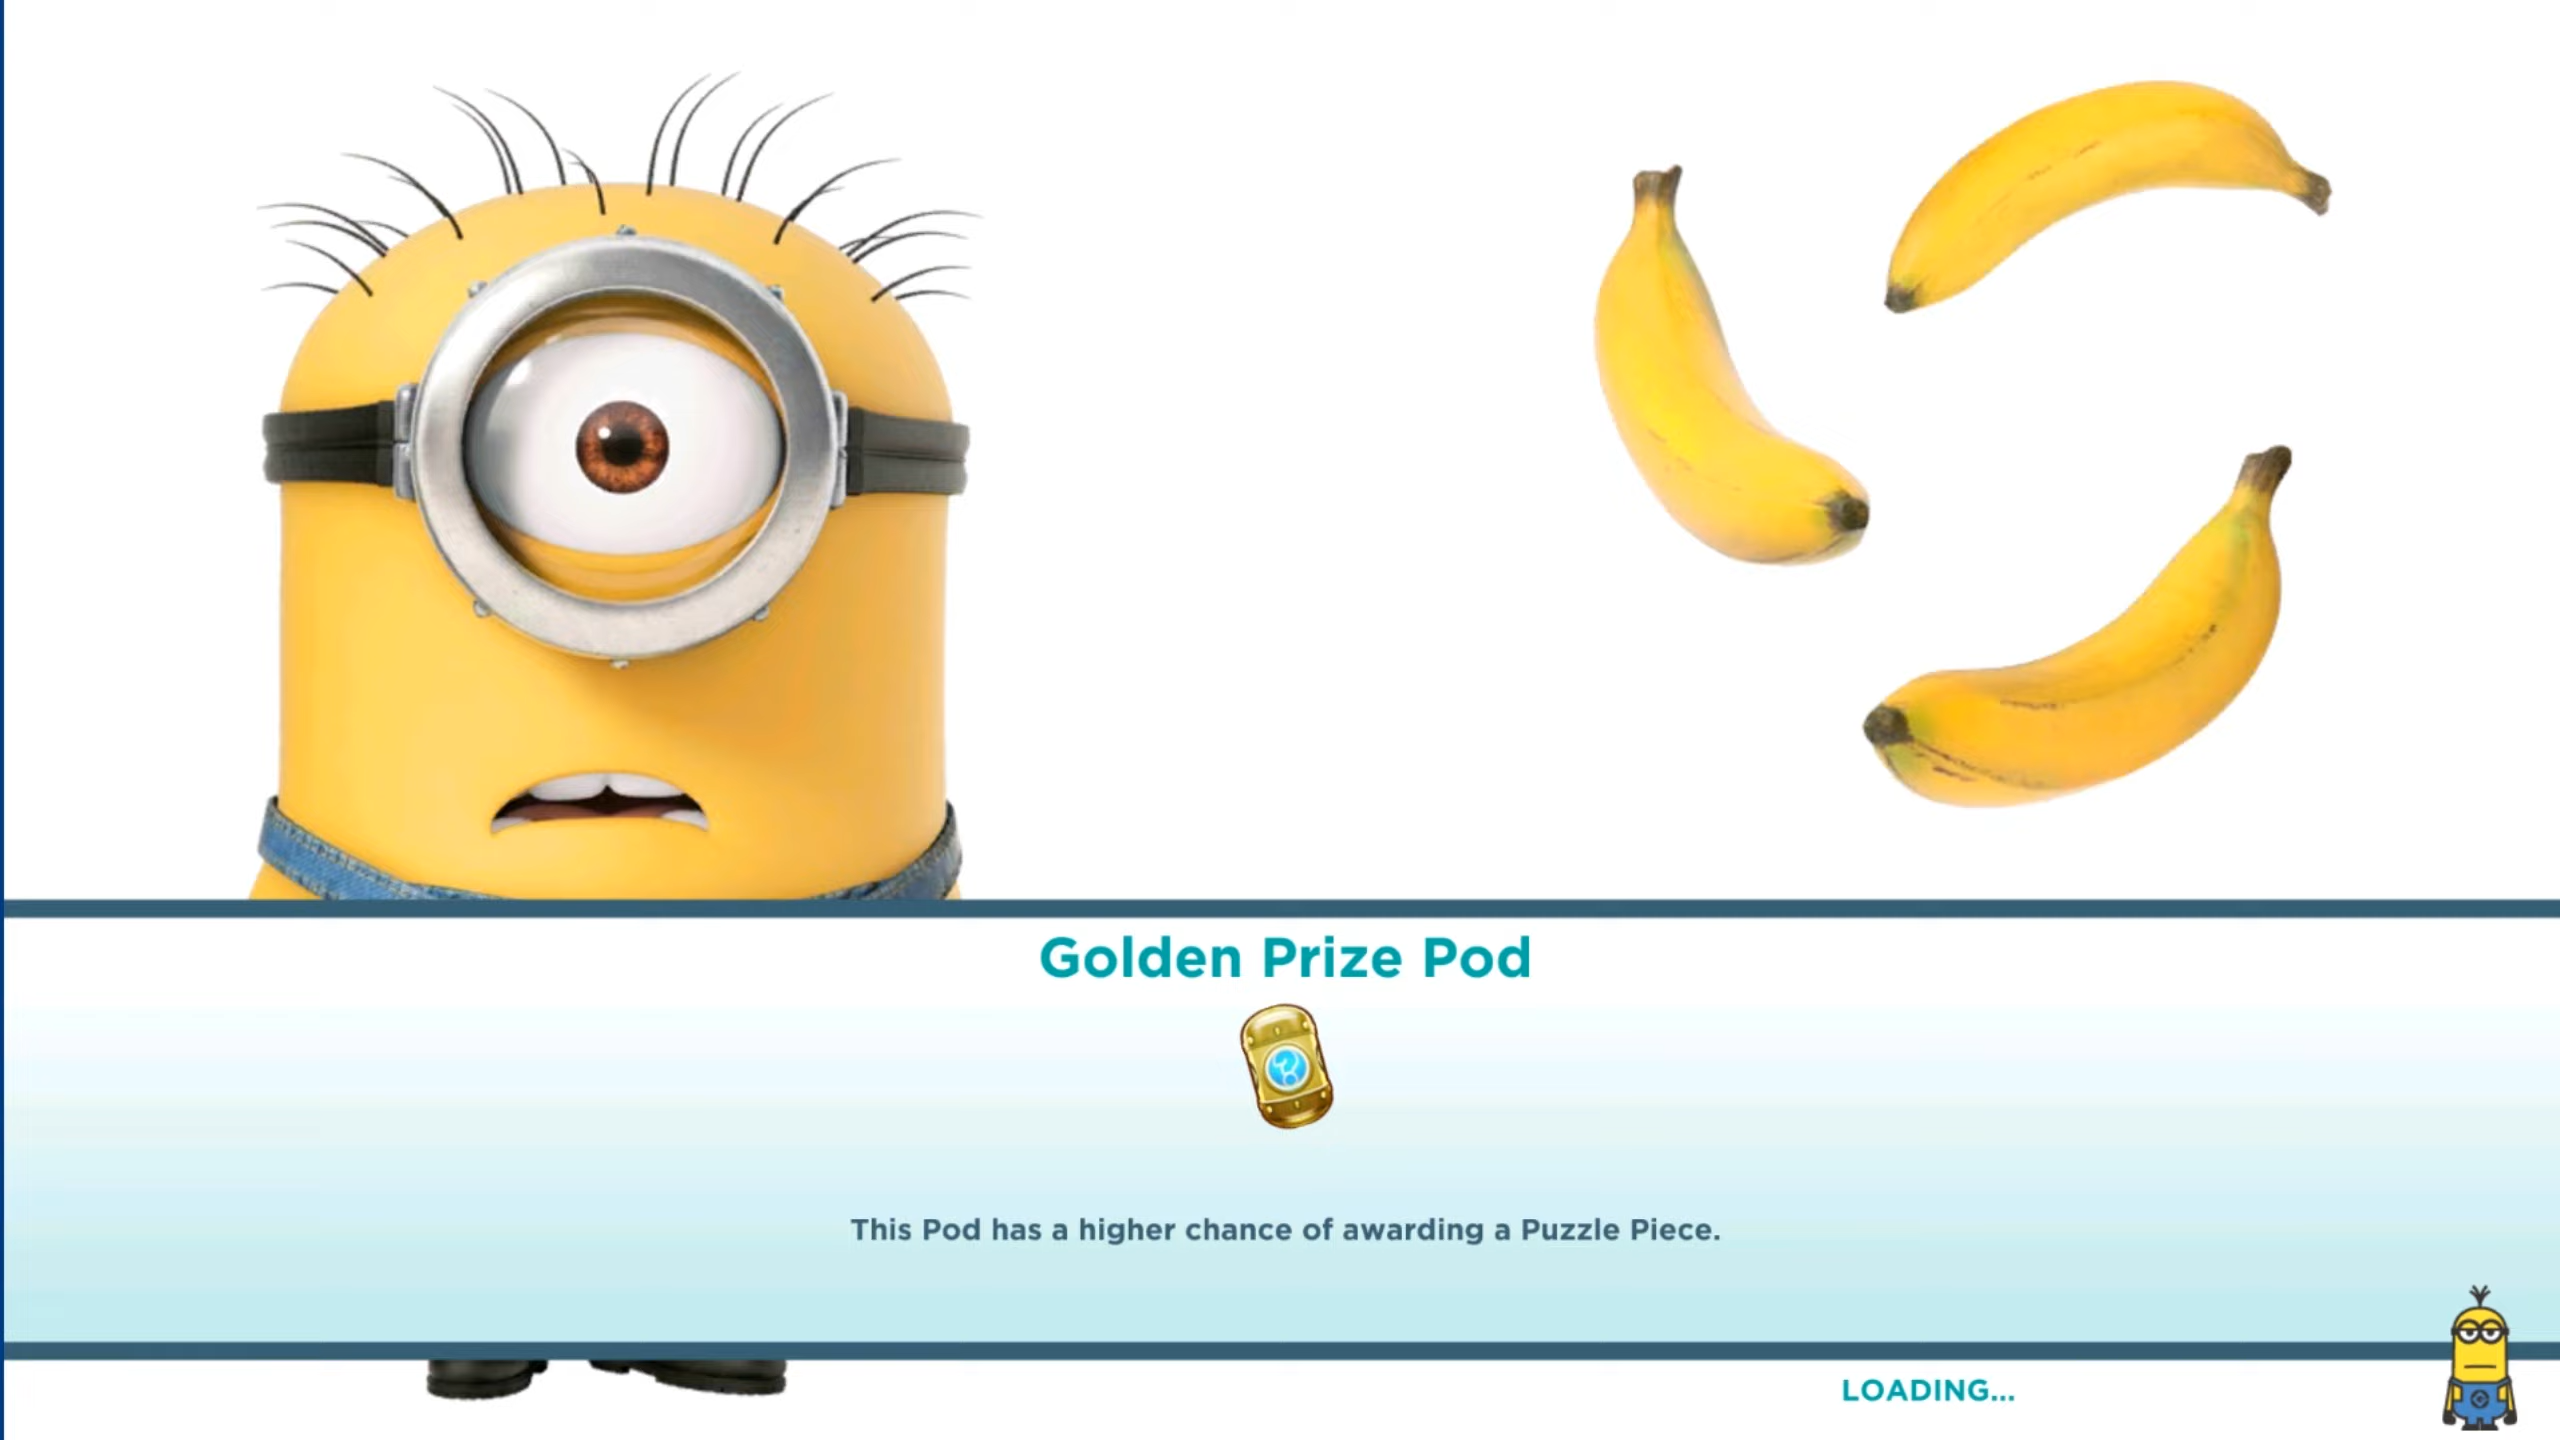 Golden Prize Pod
This Pod has a higher chance of awarding a Puzzle Piece.
LOADING...